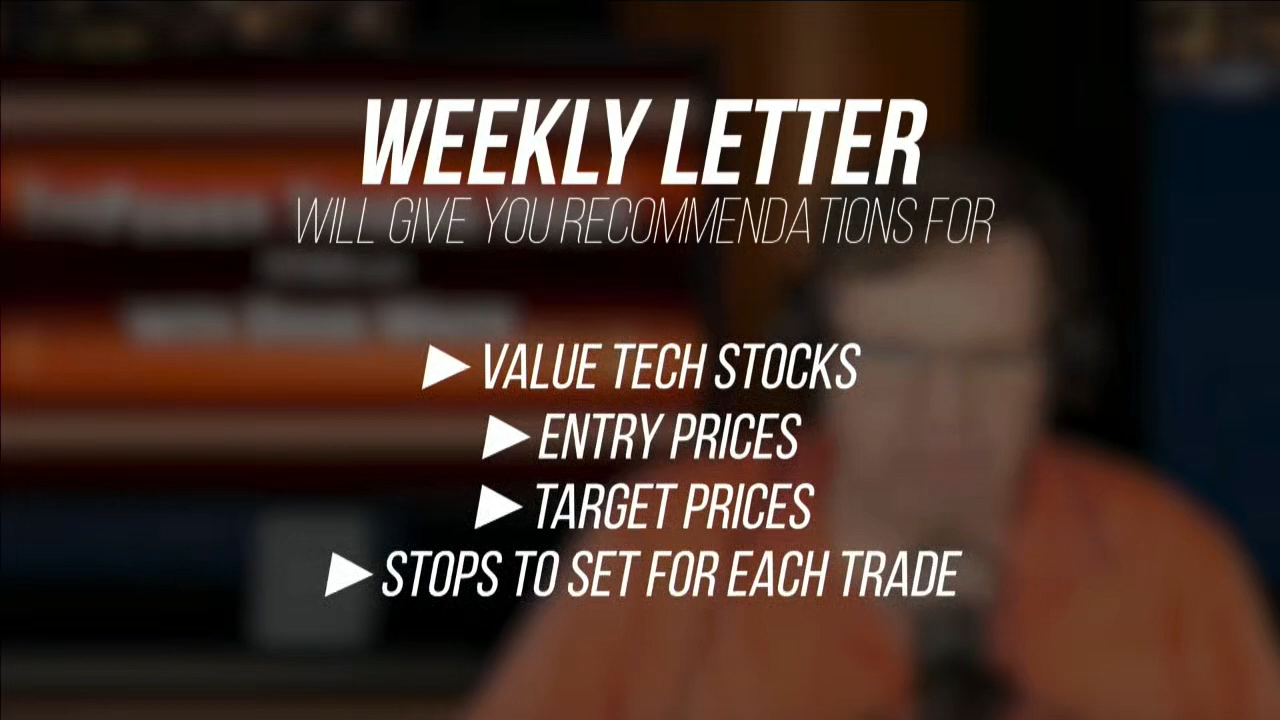 WEEKLY LETTER
WILL GIVE YOU RECOMMENDATIONS FOR
▶ VALUE TECH STOCKS
▶ ENTRY PRICES
▶ TARGET PRICES
▶ STOPS TO SET FOR EACH TRADE